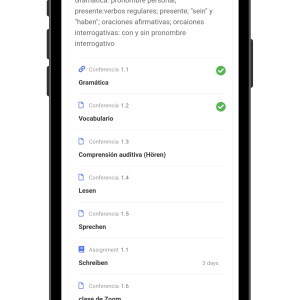 Gramática: pronombre personal,
presente:verbos regulares; presente; "sein" y
"haben"; oraciones afirmativas; orcaiones
interrogativas: con y sin pronombre
interrogativo
Conferencia 1.1
Gramática
Conferencia 1.2
Vocabulario
Conferencia 1.3
Comprensión auditiva (Hören)
Conferencia 1.4
Lesen
Conferencia 1.5
Sprechen
Assignment 1.1
Schreiben 3 days
Conferencia 1.6
clase de Zoom